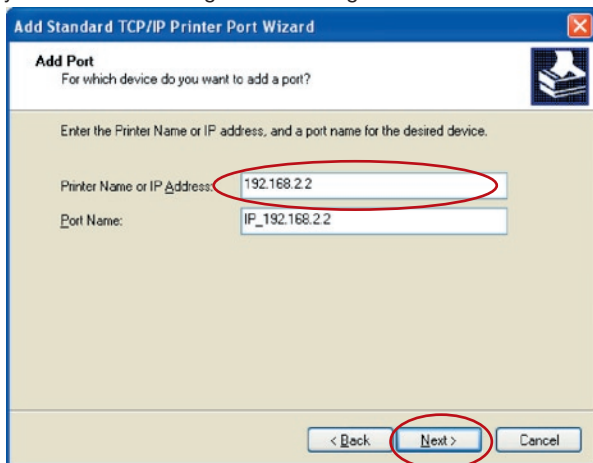 Add Standard TCP/IP Printer Port Wizard
Add Port
For which device do you want to add a port?
Enter the Printer Name or IP address, and a port name for the desired device.
Printer Name or IP Address: 192.168.2.2
Port Name: IP_192.168.2.2
< Back Next > Cancel